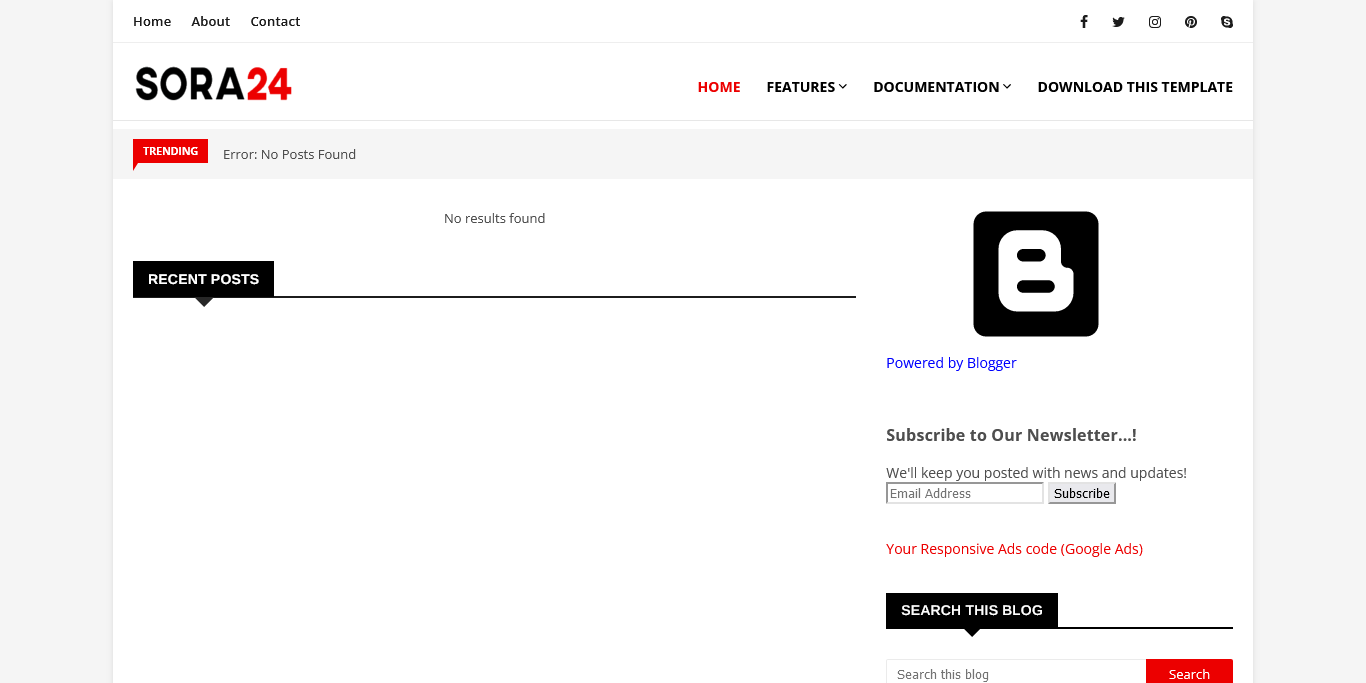 Home About Contact
SORA24
HOME FEATURES DOCUMENTATION DOWNLOAD THIS TEMPLATE
TRENDING Error: No Posts Found
No results found
RECENT POSTS
Powered by Blogger
Subscribe to Our Newsletter...!
We'll keep you posted with news and updates!
Email Address Subscribe
Your Responsive Ads code (Google Ads)
SEARCH THIS BLOG
Search this blog Search